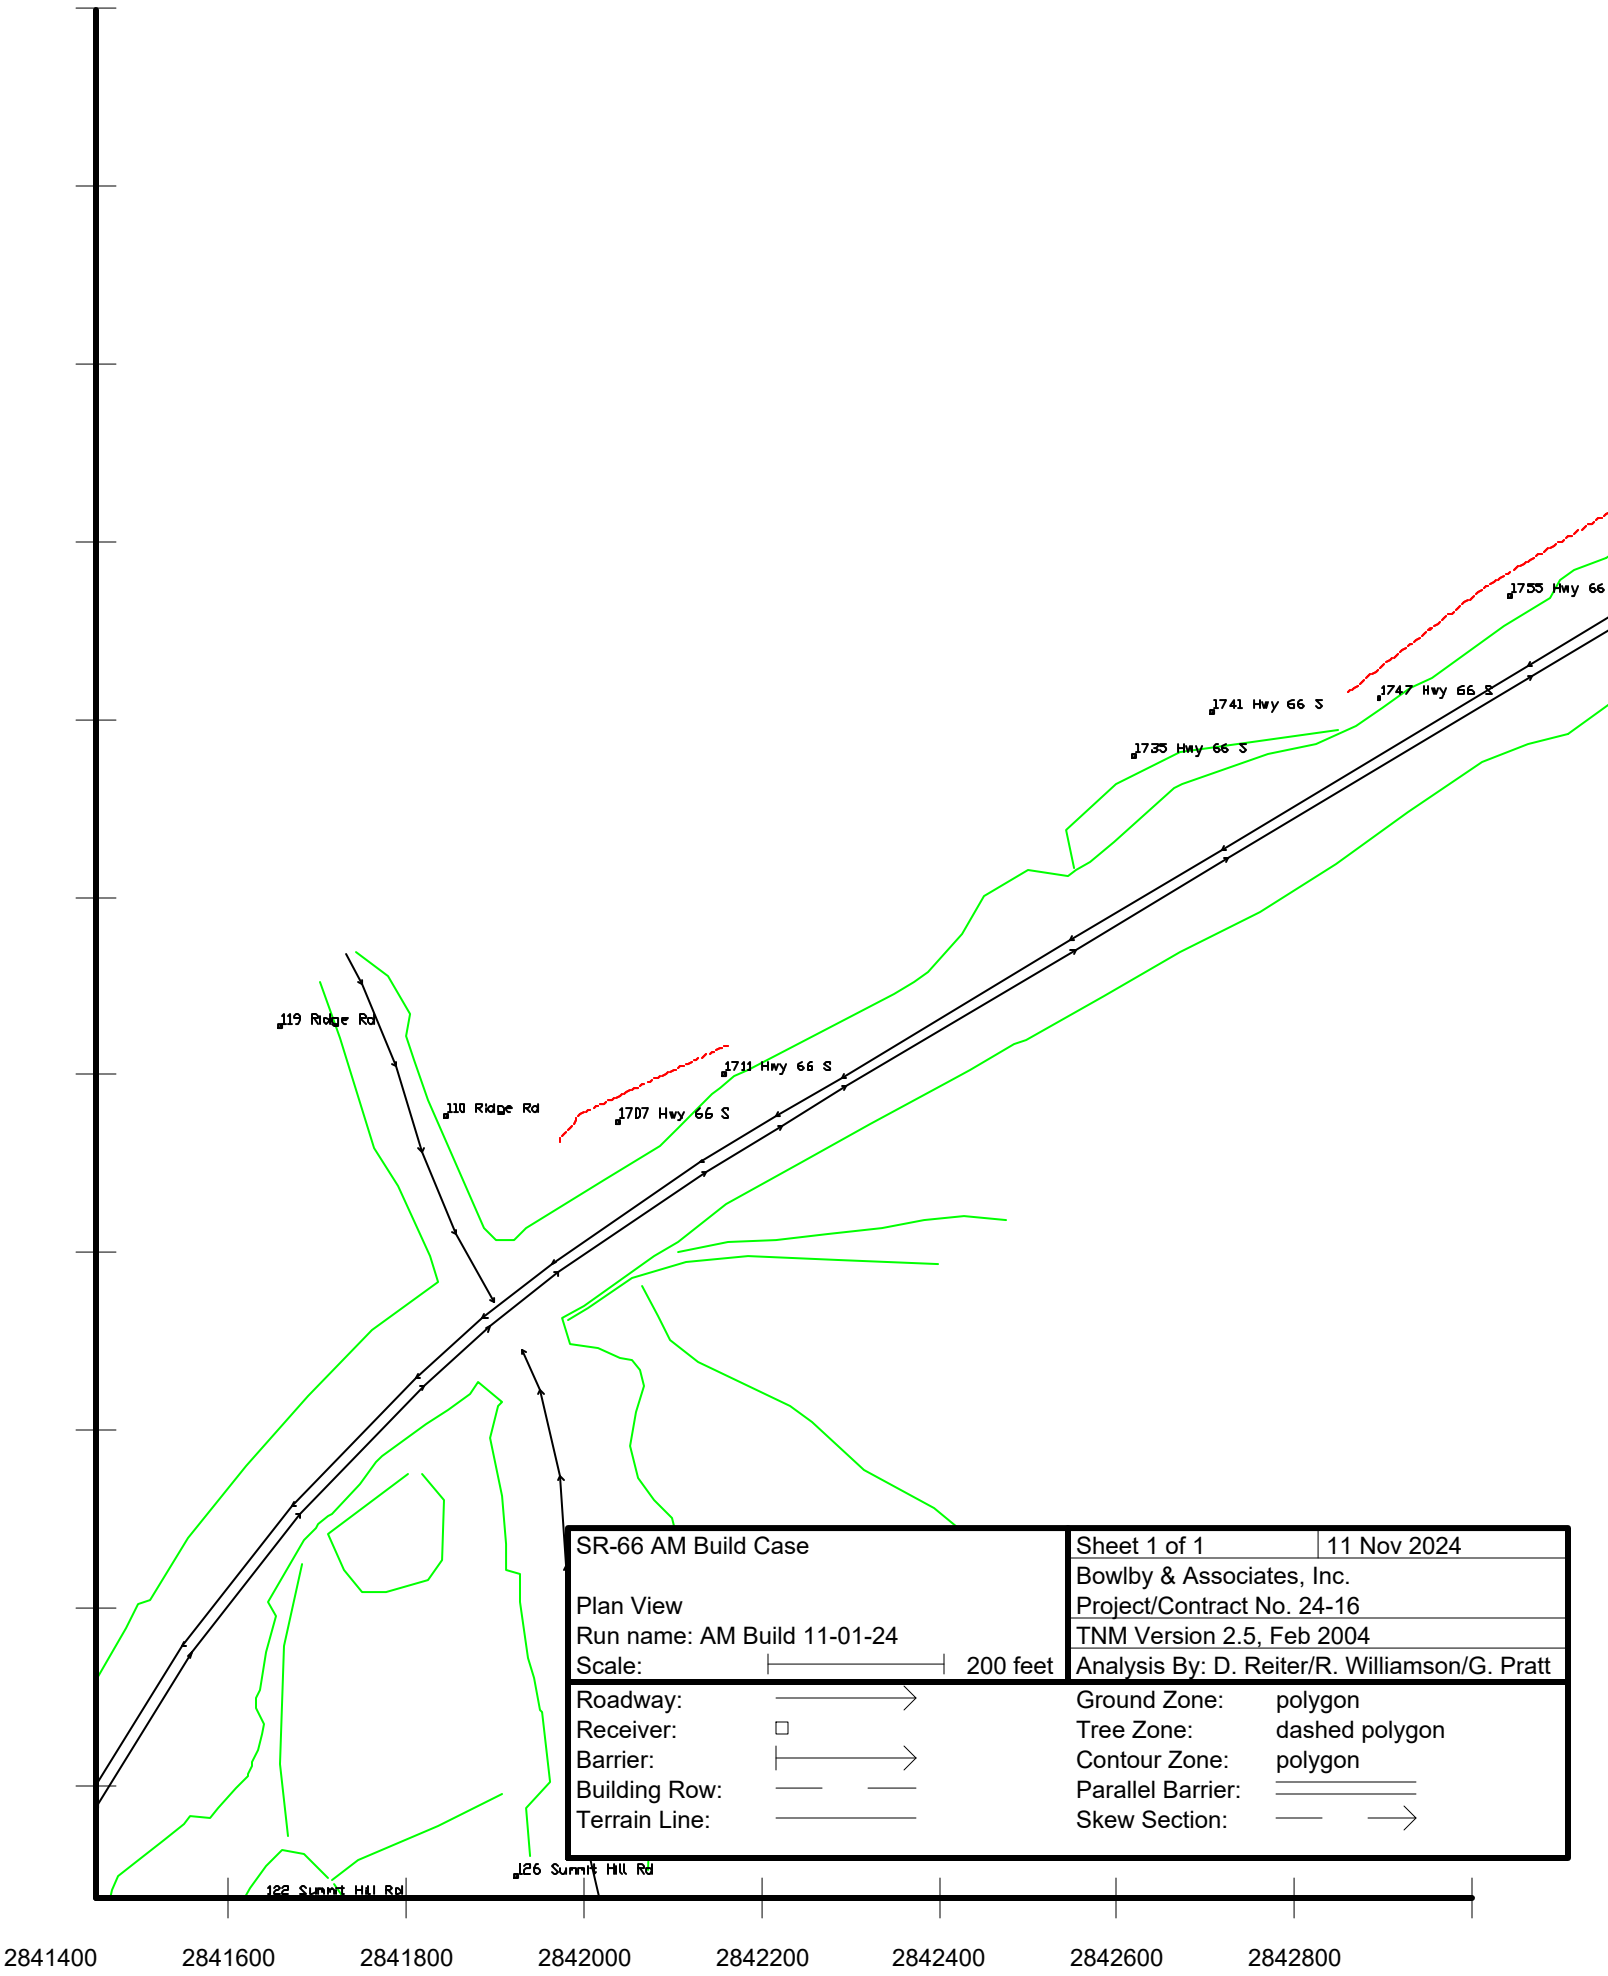 1755 Hwy 66
1747 Hwy 66 S
1741 Hwy 66 S
1735 Hwy 66 S
119 Ridge Rd
1711 Hwy 66 S
110 Ridge Rd
1707 Hwy 66 S
SR-66 AM Build Case
Plan View
Run name: AM Build 11-01-24
Scale: 200 feet
Sheet 1 of 1 11 Nov 2024
Bowlby & Associates, Inc.
Project/Contract No. 24-16
TNM Version 2.5, Feb 2004
Analysis By: D. Reiter/R. Williamson/G. Pratt
Roadway:
Receiver:
Barrier:
Building Row:
Terrain Line:
Ground Zone: polygon
Tree Zone: dashed polygon
Contour Zone: polygon
Parallel Barrier:
Skew Section:
126 Summit Hill Rd
122 Summit Hill Rd
2841400 2841600 2841800 2842000 2842200 2842400 2842600 2842800